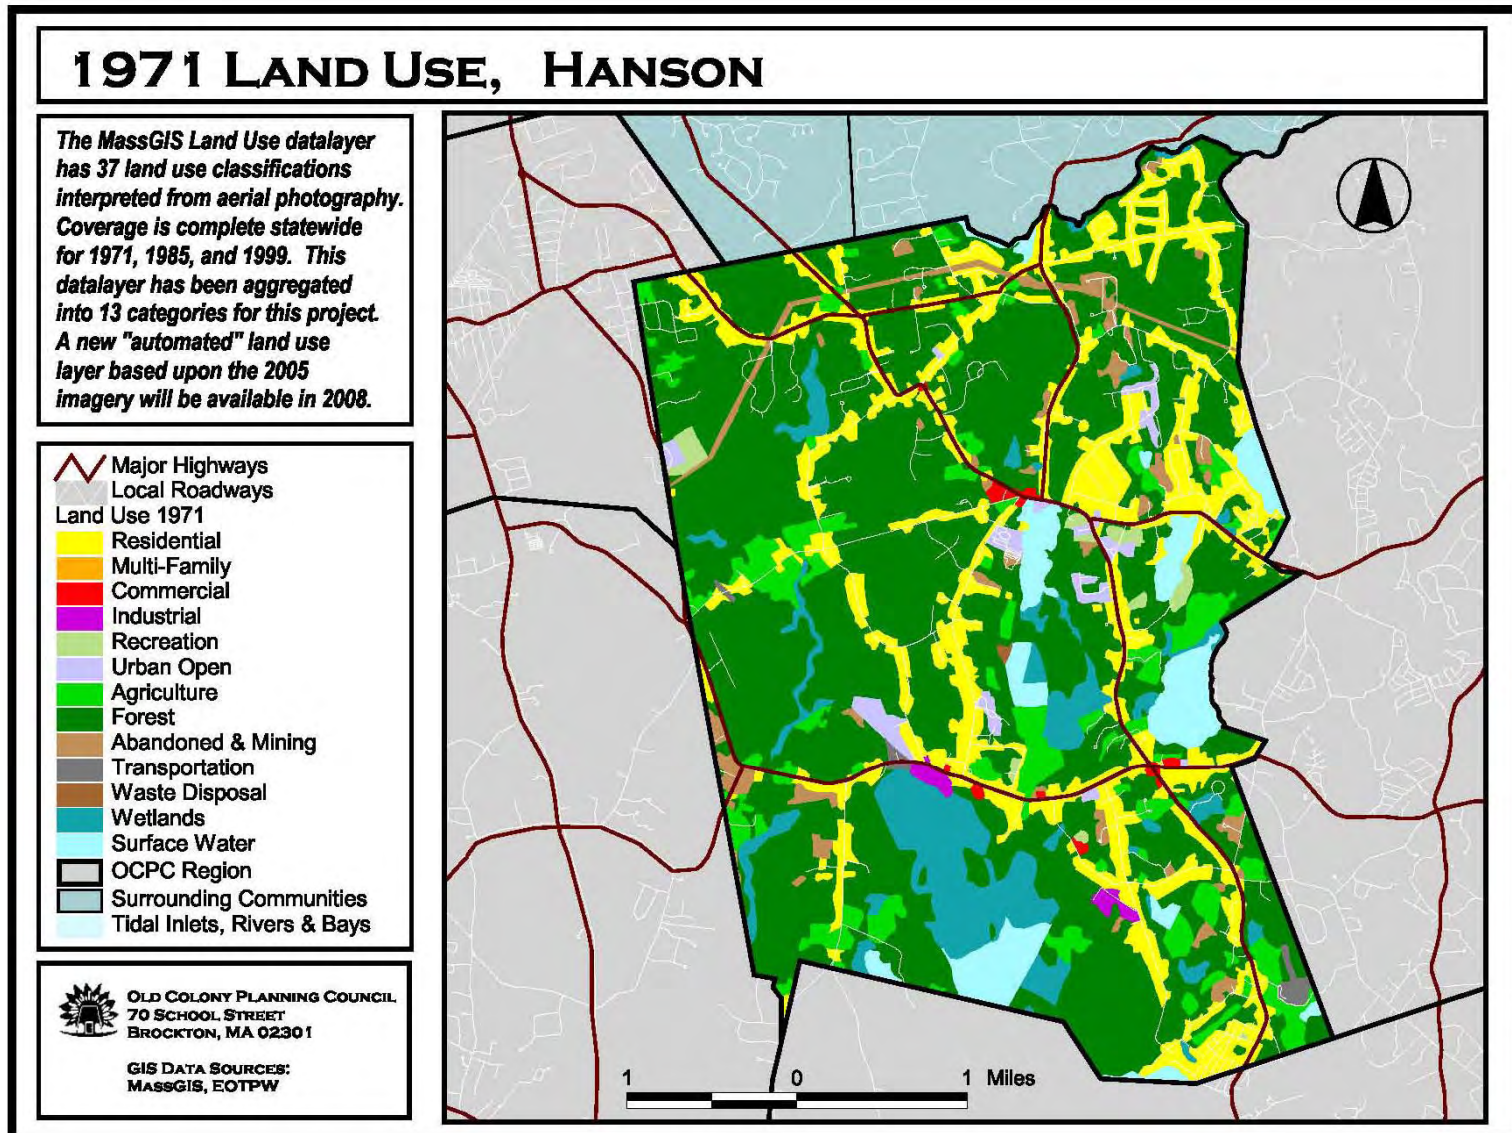 1971 LAND USE, HANSON
The MassGIS Land Use datalayer
has 37 land use classifications
interpreted from aerial photography.
Coverage is complete statewide
for 1971, 1985, and 1999. This
datalayer has been aggregated
into 13 categories for this project.
A new "automated" land use
layer based upon the 2005
imagery will be available in 2008.
Major Highways
Local Roadways
Land Use 1971
Residential
Multi-Family
Commercial
Industrial
Recreation
Urban Open
Agriculture
Forest
Abandoned & Mining
Transportation
Waste Disposal
Wetlands
Surface Water
OCPC Region
Surrounding Communities
Tidal Inlets, Rivers & Bays
OLD COLONY PLANNING COUNCIL
70 SCHOOL STREET
BROCKTON, MA 02301
GIS DATA SOURCES:
MASSGIS, EOTPW
1 0 1 Miles